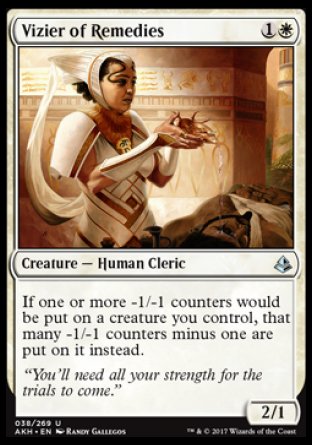 Vizier of Remedies 1
Creature — Human Cleric
If one or more -1/-1 counters would
be put on a creature you control, that
many -1/-1 counters minus one are
put on it instead.
“You’ll need all your strength for the
trials to come.”
2/1
038/269 U
AKH • EN Randy Gallegos
™ & © 2017 Wizards of the Coast